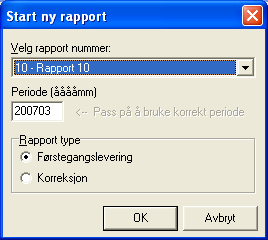 Start ny rapport
Velg rapport nummer:
10 - Rapport 10
Periode (ååååmm)
200703
<-- Pass på å bruke korrekt periode
Rapport type
Førstegangslevering
Korreksjon
OK
Avbryt